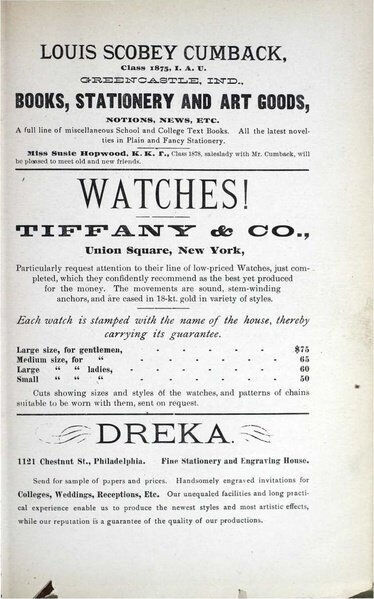 LOUIS SCOBEY CUMBACK,
Class 1875, I. A. U.
GREENCASTLE, IND.,
BOOKS, STATIONERY AND ART GOODS,
NOTIONS, NEWS, ETC.
A full line of miscellaneous School and College Text Books. All the latest novel-
ties in Plain and Fancy Stationery.
Miss Susie Hopwood, K. K. Γ., Class 1878, saleslady with Mr. Cumback, will
be pleased to meet old and new friends.
WATCHES!
TIFFANY & CO.,
Union Square, New York,
Particularly request attention to their line of low-priced Watches, just com-
pleted, which they confidently recommend as the best yet produced
for the money. The movements are sound, stem-winding
anchors, and are cased in 18-kt. gold in variety of styles.
Each watch is stamped with the name of the house, thereby
carrying its guarantee.
Large size, for gentlemen, - - - - - - - $75
Medium size, for " - - - - - - - 65
Large " " ladies, - - - - - - - 60
Small " " " - - - - - - - 50
Cuts showing sizes and styles of the watches, and patterns of chains
suitable to be worn with them, sent on request.
DREKA.
1121 Chestnut St., Philadelphia. Fine Stationery and Engraving House.
Send for sample of papers and prices. Handsomely engraved invitations for
Colleges, Weddings, Receptions, Etc. Our unequaled facilities and long practi-
cal experience enable us to produce the newest styles and most artistic effects,
while our reputation is a guarantee of the quality of our productions.